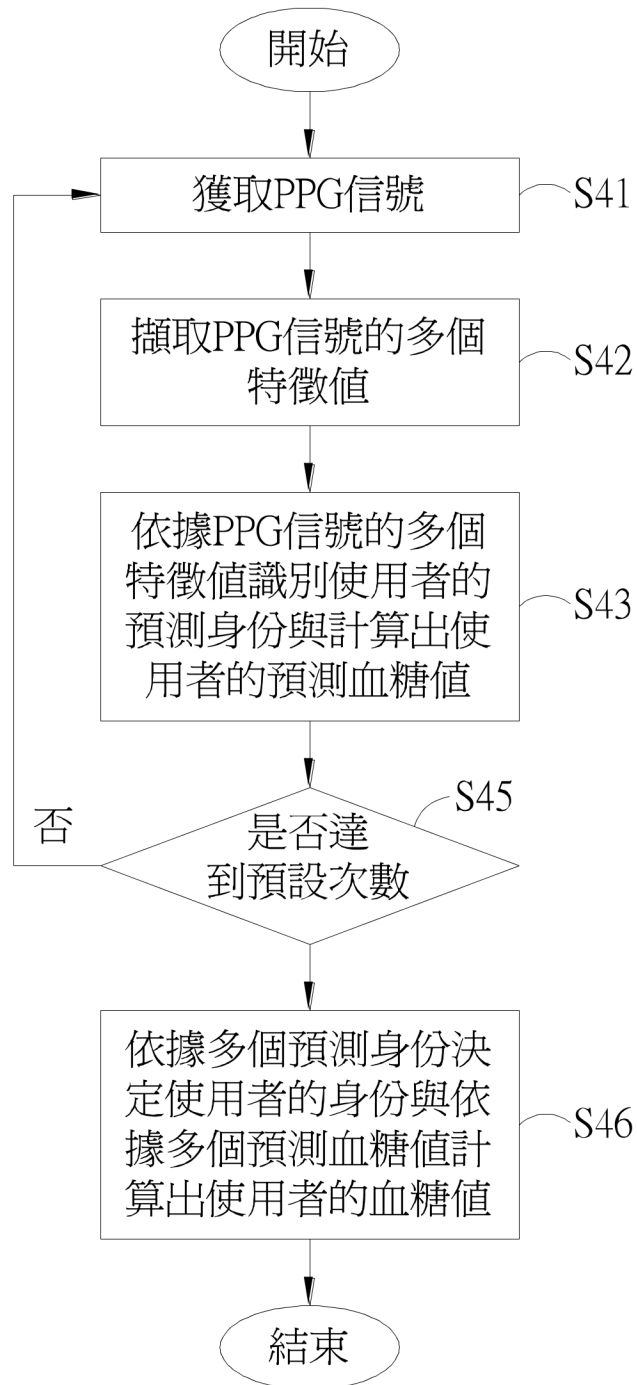 開始
獲取PPG信號
S41
擷取PPG信號的多個
特徵值
S42
依據PPG信號的多個
特徵值識別使用者的
預測身份與計算出使
用者的預測血糖值
S43
是否達
到預設次數
S45
否
依據多個預測身份決
定使用者的身份與依
據多個預測血糖值計
算出使用者的血糖值
S46
結束